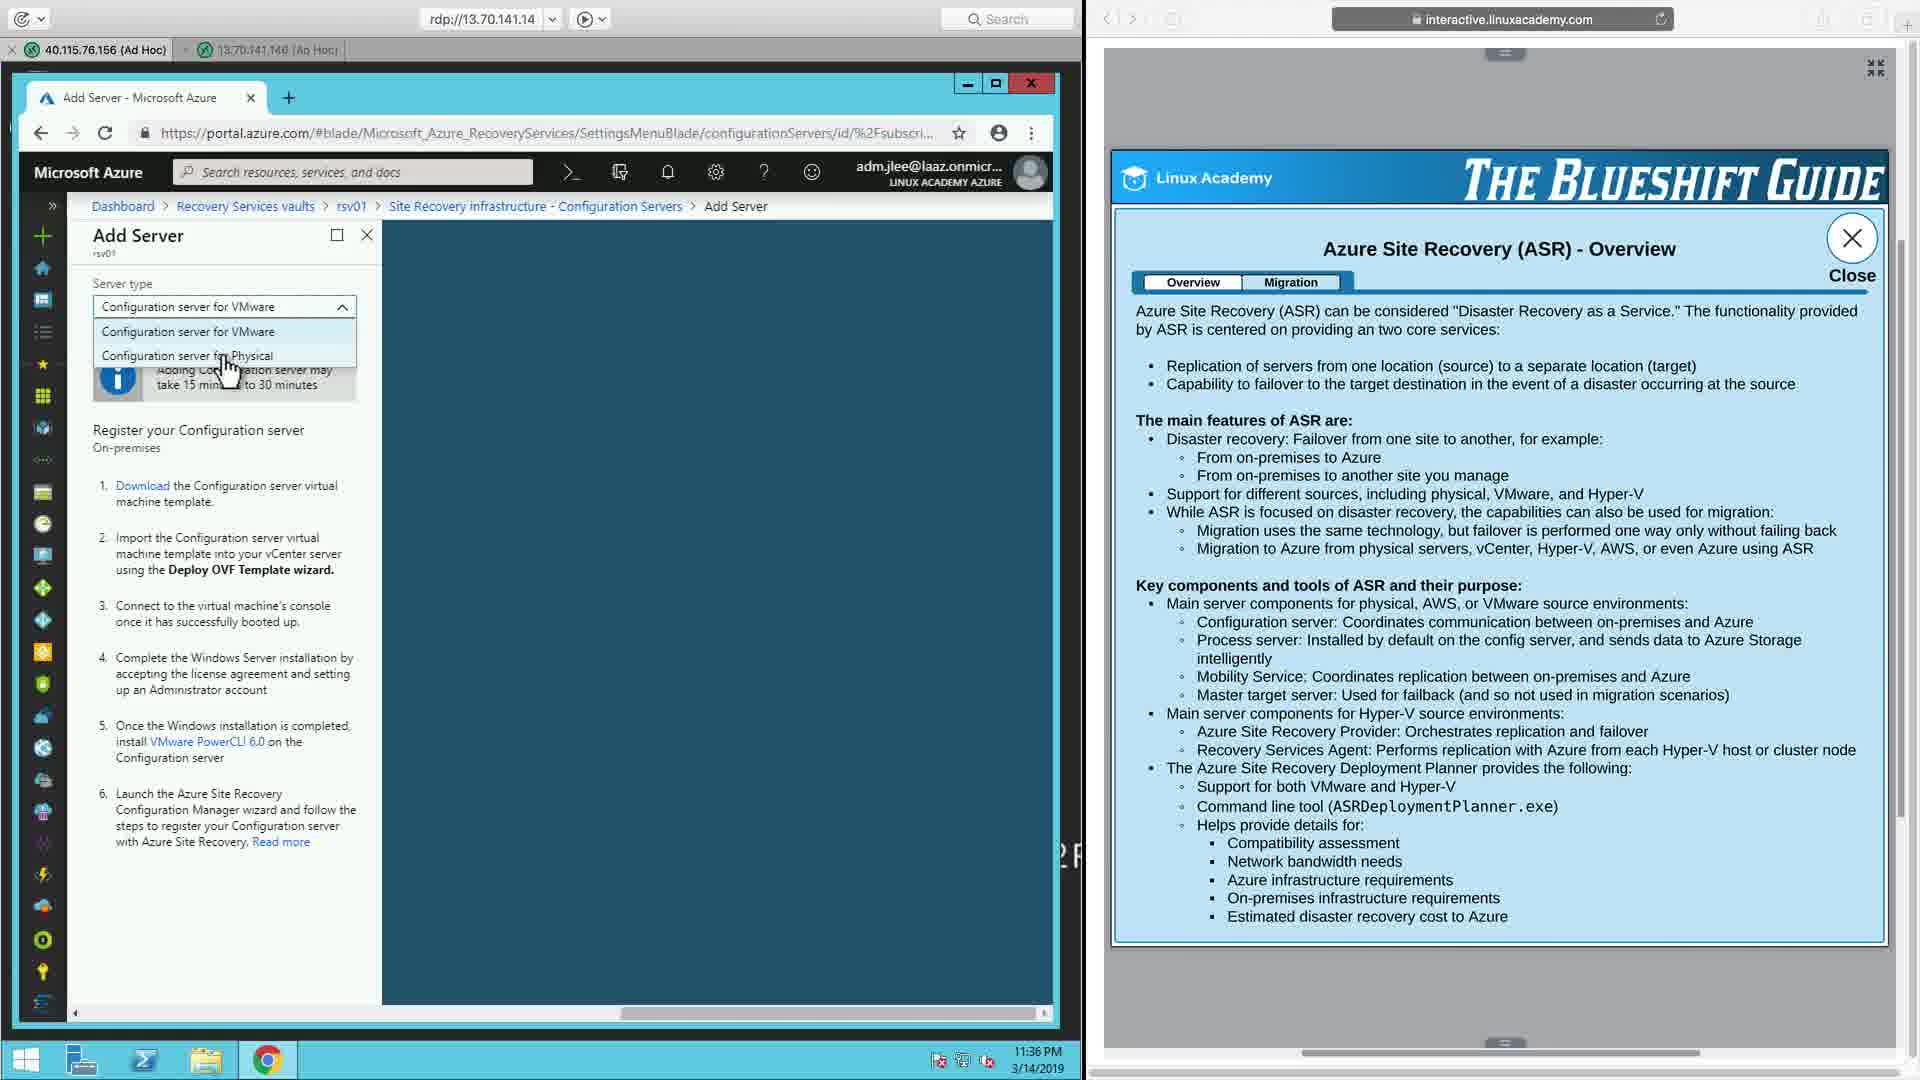 rdp://13.70.141.14
Search
40.115.76.156 (Ad Hoc)
13.70.141.146 (Ad Hoc)
Add Server - Microsoft Azure
https://portal.azure.com/#blade/Microsoft_Azure_RecoveryServices/SettingsMenuBlade/configurationServers/id/%2Fsubscri...
Microsoft Azure
Search resources, services, and docs
adm.jlee@laaz.onmicr...
LINUX ACADEMY AZURE
Dashboard > Recovery Services vaults > rsv01 > Site Recovery infrastructure - Configuration Servers > Add Server
Add Server
rsv01
Server type
Configuration server for VMware
Configuration server for VMware
Configuration server for Physical
take 15 minutes to 30 minutes
Register your Configuration server
On-premises
1. Download the Configuration server virtual
machine template.
2. Import the Configuration server virtual
machine template into your vCenter server
using the Deploy OVF Template wizard.
3. Connect to the virtual machine's console
once it has successfully booted up.
4. Complete the Windows Server installation by
accepting the license agreement and setting
up an Administrator account
5. Once the Windows installation is completed,
install VMware PowerCLI 6.0 on the
Configuration server
6. Launch the Azure Site Recovery
Configuration Manager wizard and follow the
steps to register your Configuration server
with Azure Site Recovery. Read more
11:36 PM
3/14/2019
interactive.linuxacademy.com
Linux Academy
THE BLUESHIFT GUIDE
Azure Site Recovery (ASR) - Overview
Close
Overview
Migration
Azure Site Recovery (ASR) can be considered "Disaster Recovery as a Service." The functionality provided
by ASR is centered on providing an two core services:
• Replication of servers from one location (source) to a separate location (target)
• Capability to failover to the target destination in the event of a disaster occurring at the source
The main features of ASR are:
• Disaster recovery: Failover from one site to another, for example:
◦ From on-premises to Azure
◦ From on-premises to another site you manage
• Support for different sources, including physical, VMware, and Hyper-V
• While ASR is focused on disaster recovery, the capabilities can also be used for migration:
◦ Migration uses the same technology, but failover is performed one way only without failing back
◦ Migration to Azure from physical servers, vCenter, Hyper-V, AWS, or even Azure using ASR
Key components and tools of ASR and their purpose:
• Main server components for physical, AWS, or VMware source environments:
◦ Configuration server: Coordinates communication between on-premises and Azure
◦ Process server: Installed by default on the config server, and sends data to Azure Storage
intelligently
◦ Mobility Service: Coordinates replication between on-premises and Azure
◦ Master target server: Used for failback (and so not used in migration scenarios)
• Main server components for Hyper-V source environments:
◦ Azure Site Recovery Provider: Orchestrates replication and failover
◦ Recovery Services Agent: Performs replication with Azure from each Hyper-V host or cluster node
• The Azure Site Recovery Deployment Planner provides the following:
◦ Support for both VMware and Hyper-V
◦ Command line tool (ASRDeploymentPlanner.exe)
◦ Helps provide details for:
▪ Compatibility assessment
▪ Network bandwidth needs
▪ Azure infrastructure requirements
▪ On-premises infrastructure requirements
▪ Estimated disaster recovery cost to Azure